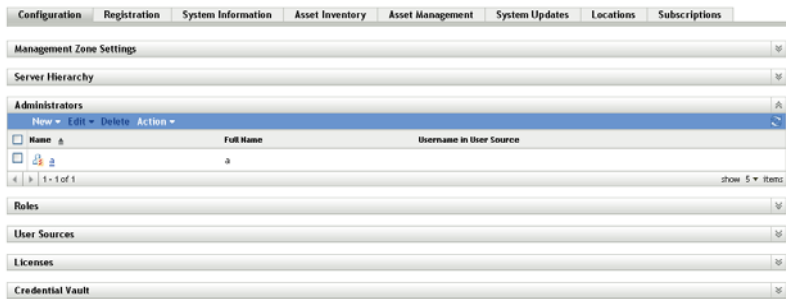 Configuration Registration System Information Asset Inventory Asset Management System Updates Locations Subscriptions
Management Zone Settings
Server Hierarchy
Administrators
New Edit Delete Action
Name Full Name Username in User Source
a a
1 - 1 of 1 show 5 items
Roles
User Sources
Licenses
Credential Vault